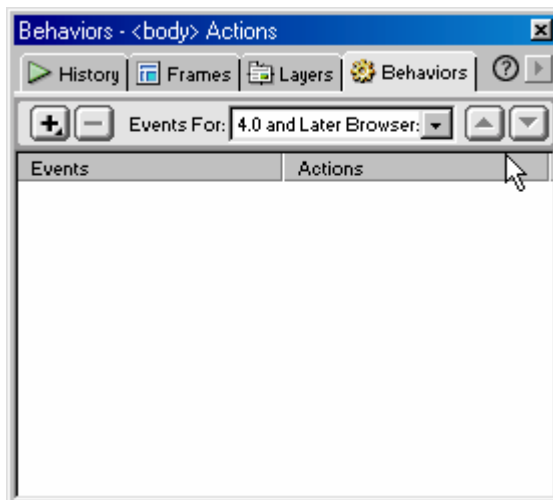 Behaviors - <body> Actions
History Frames Layers Behaviors ?
Events For: 4.0 and Later Browser:
Events Actions